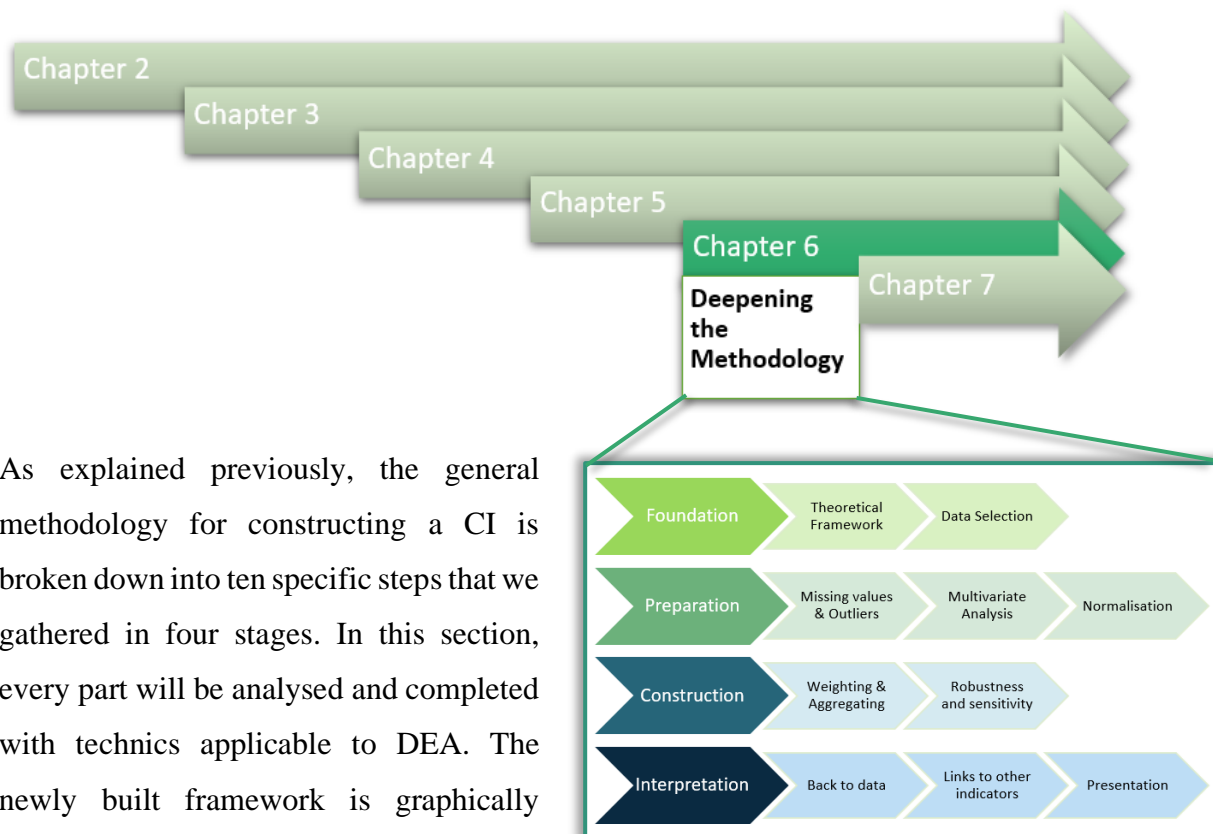 Chapter 2
Chapter 3
Chapter 4
Chapter 5
Chapter 6
Chapter 7
Deepening
the
Methodology
As explained previously, the general
methodology for constructing a CI is
broken down into ten specific steps that we
gathered in four stages. In this section,
every part will be analysed and completed
with technics applicable to DEA. The
newly built framework is graphically
Foundation
Theoretical
Framework
Data Selection
Preparation
Missing values
& Outliers
Multivariate
Analysis
Normalisation
Construction
Weighting &
Aggregating
Robustness
and sensitivity
Interpretation
Back to data
Links to other
indicators
Presentation